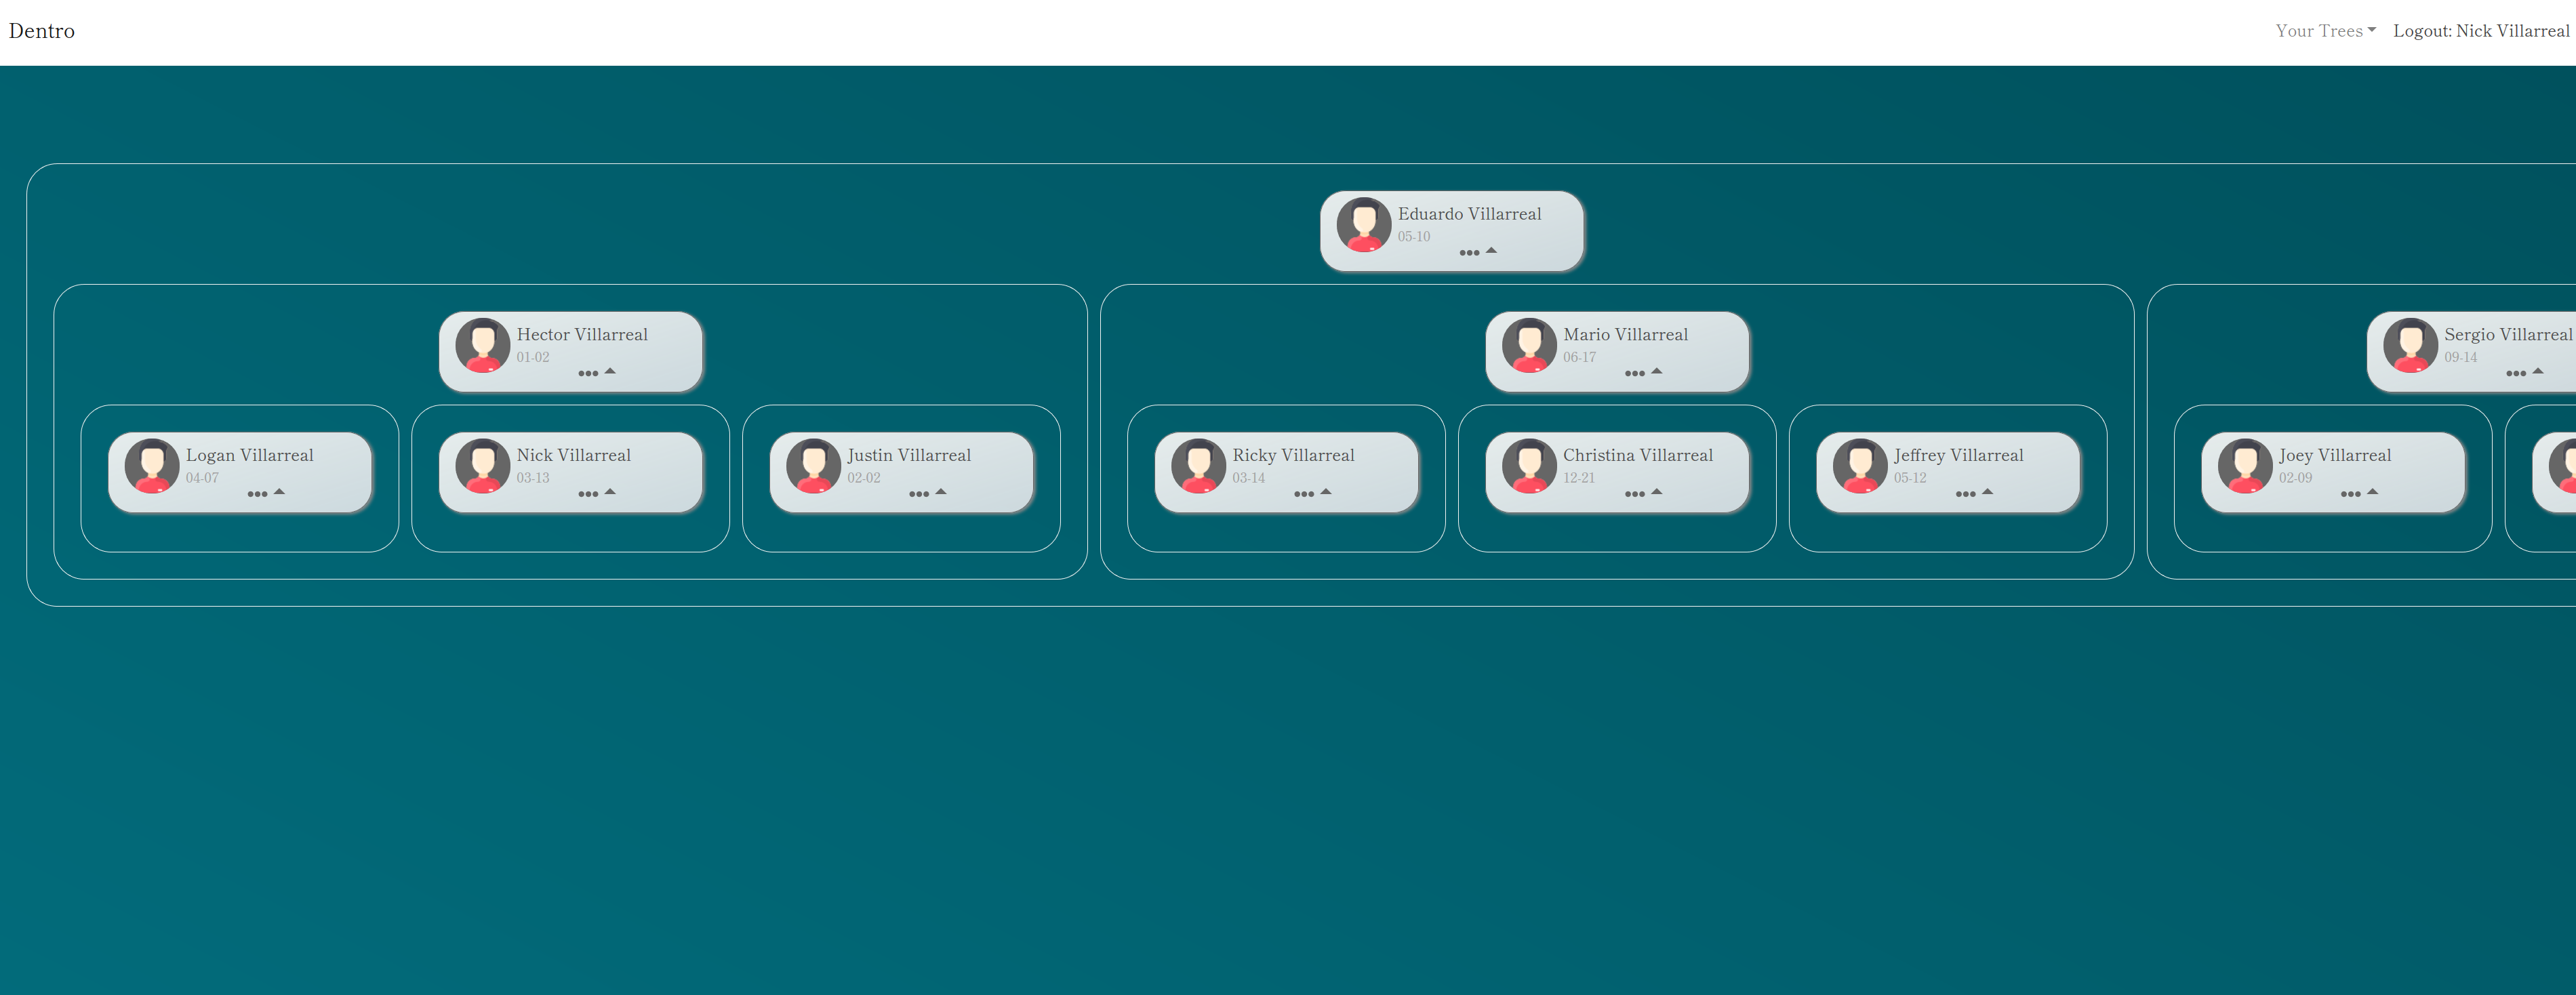 Dentro
Your Trees
Logout: Nick Villarreal
Eduardo Villarreal
05-10
Hector Villarreal
01-02
Mario Villarreal
06-17
Sergio Villarreal
09-14
Logan Villarreal
04-07
Nick Villarreal
03-13
Justin Villarreal
02-02
Ricky Villarreal
03-14
Christina Villarreal
12-21
Jeffrey Villarreal
05-12
Joey Villarreal
02-09